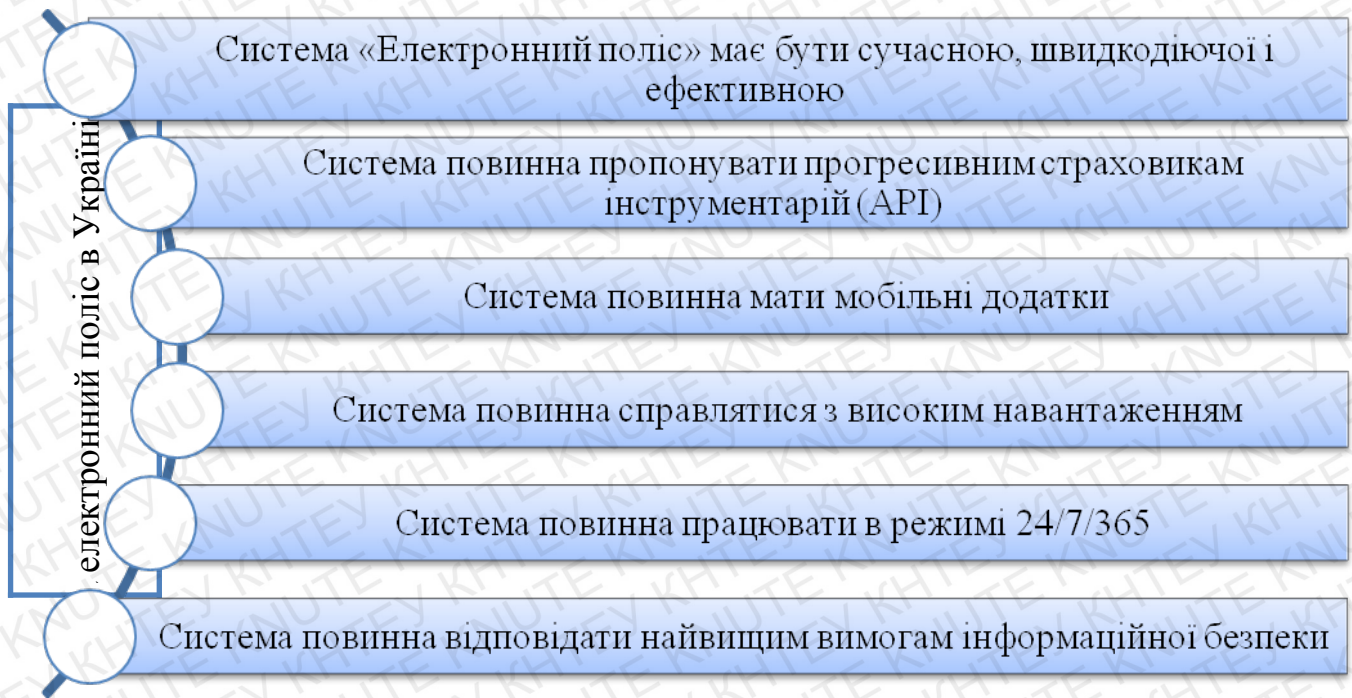 Система «Електронний поліс» має бути сучасною, швидкодіючої і
ефективною
Система повинна пропонувати прогресивним страховикам
інструментарій (API)
Система повинна мати мобільні додатки
Система повинна справлятися з високим навантаженням
Система повинна працювати в режимі 24/7/365
Система повинна відповідати найвищим вимогам інформаційної безпеки
електронний поліс в Україні
KNUTE КНТЕУ